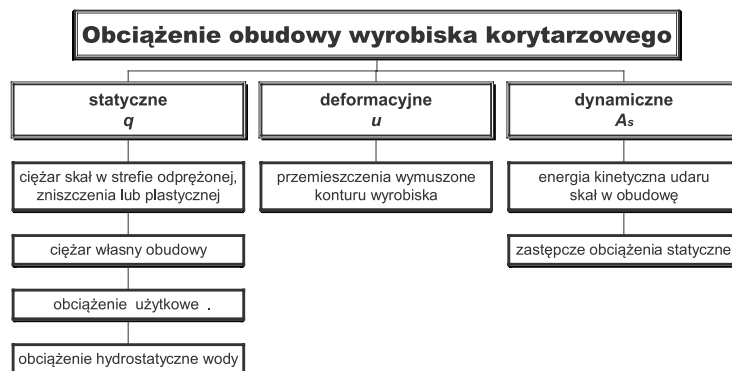 Obciążenie obudowy wyrobiska korytarzowego
statyczne
q
ciężar skał w strefie odprężonej,
zniszczenia lub plastycznej
ciężar własny obudowy
obciążenie użytkowe .
obciążenie hydrostatyczne wody
deformacyjne
u
przemieszczenia wymuszone
konturu wyrobiska
dynamiczne
As
energia kinetyczna udaru
skał w obudowę
zastępcze obciążenia statyczne